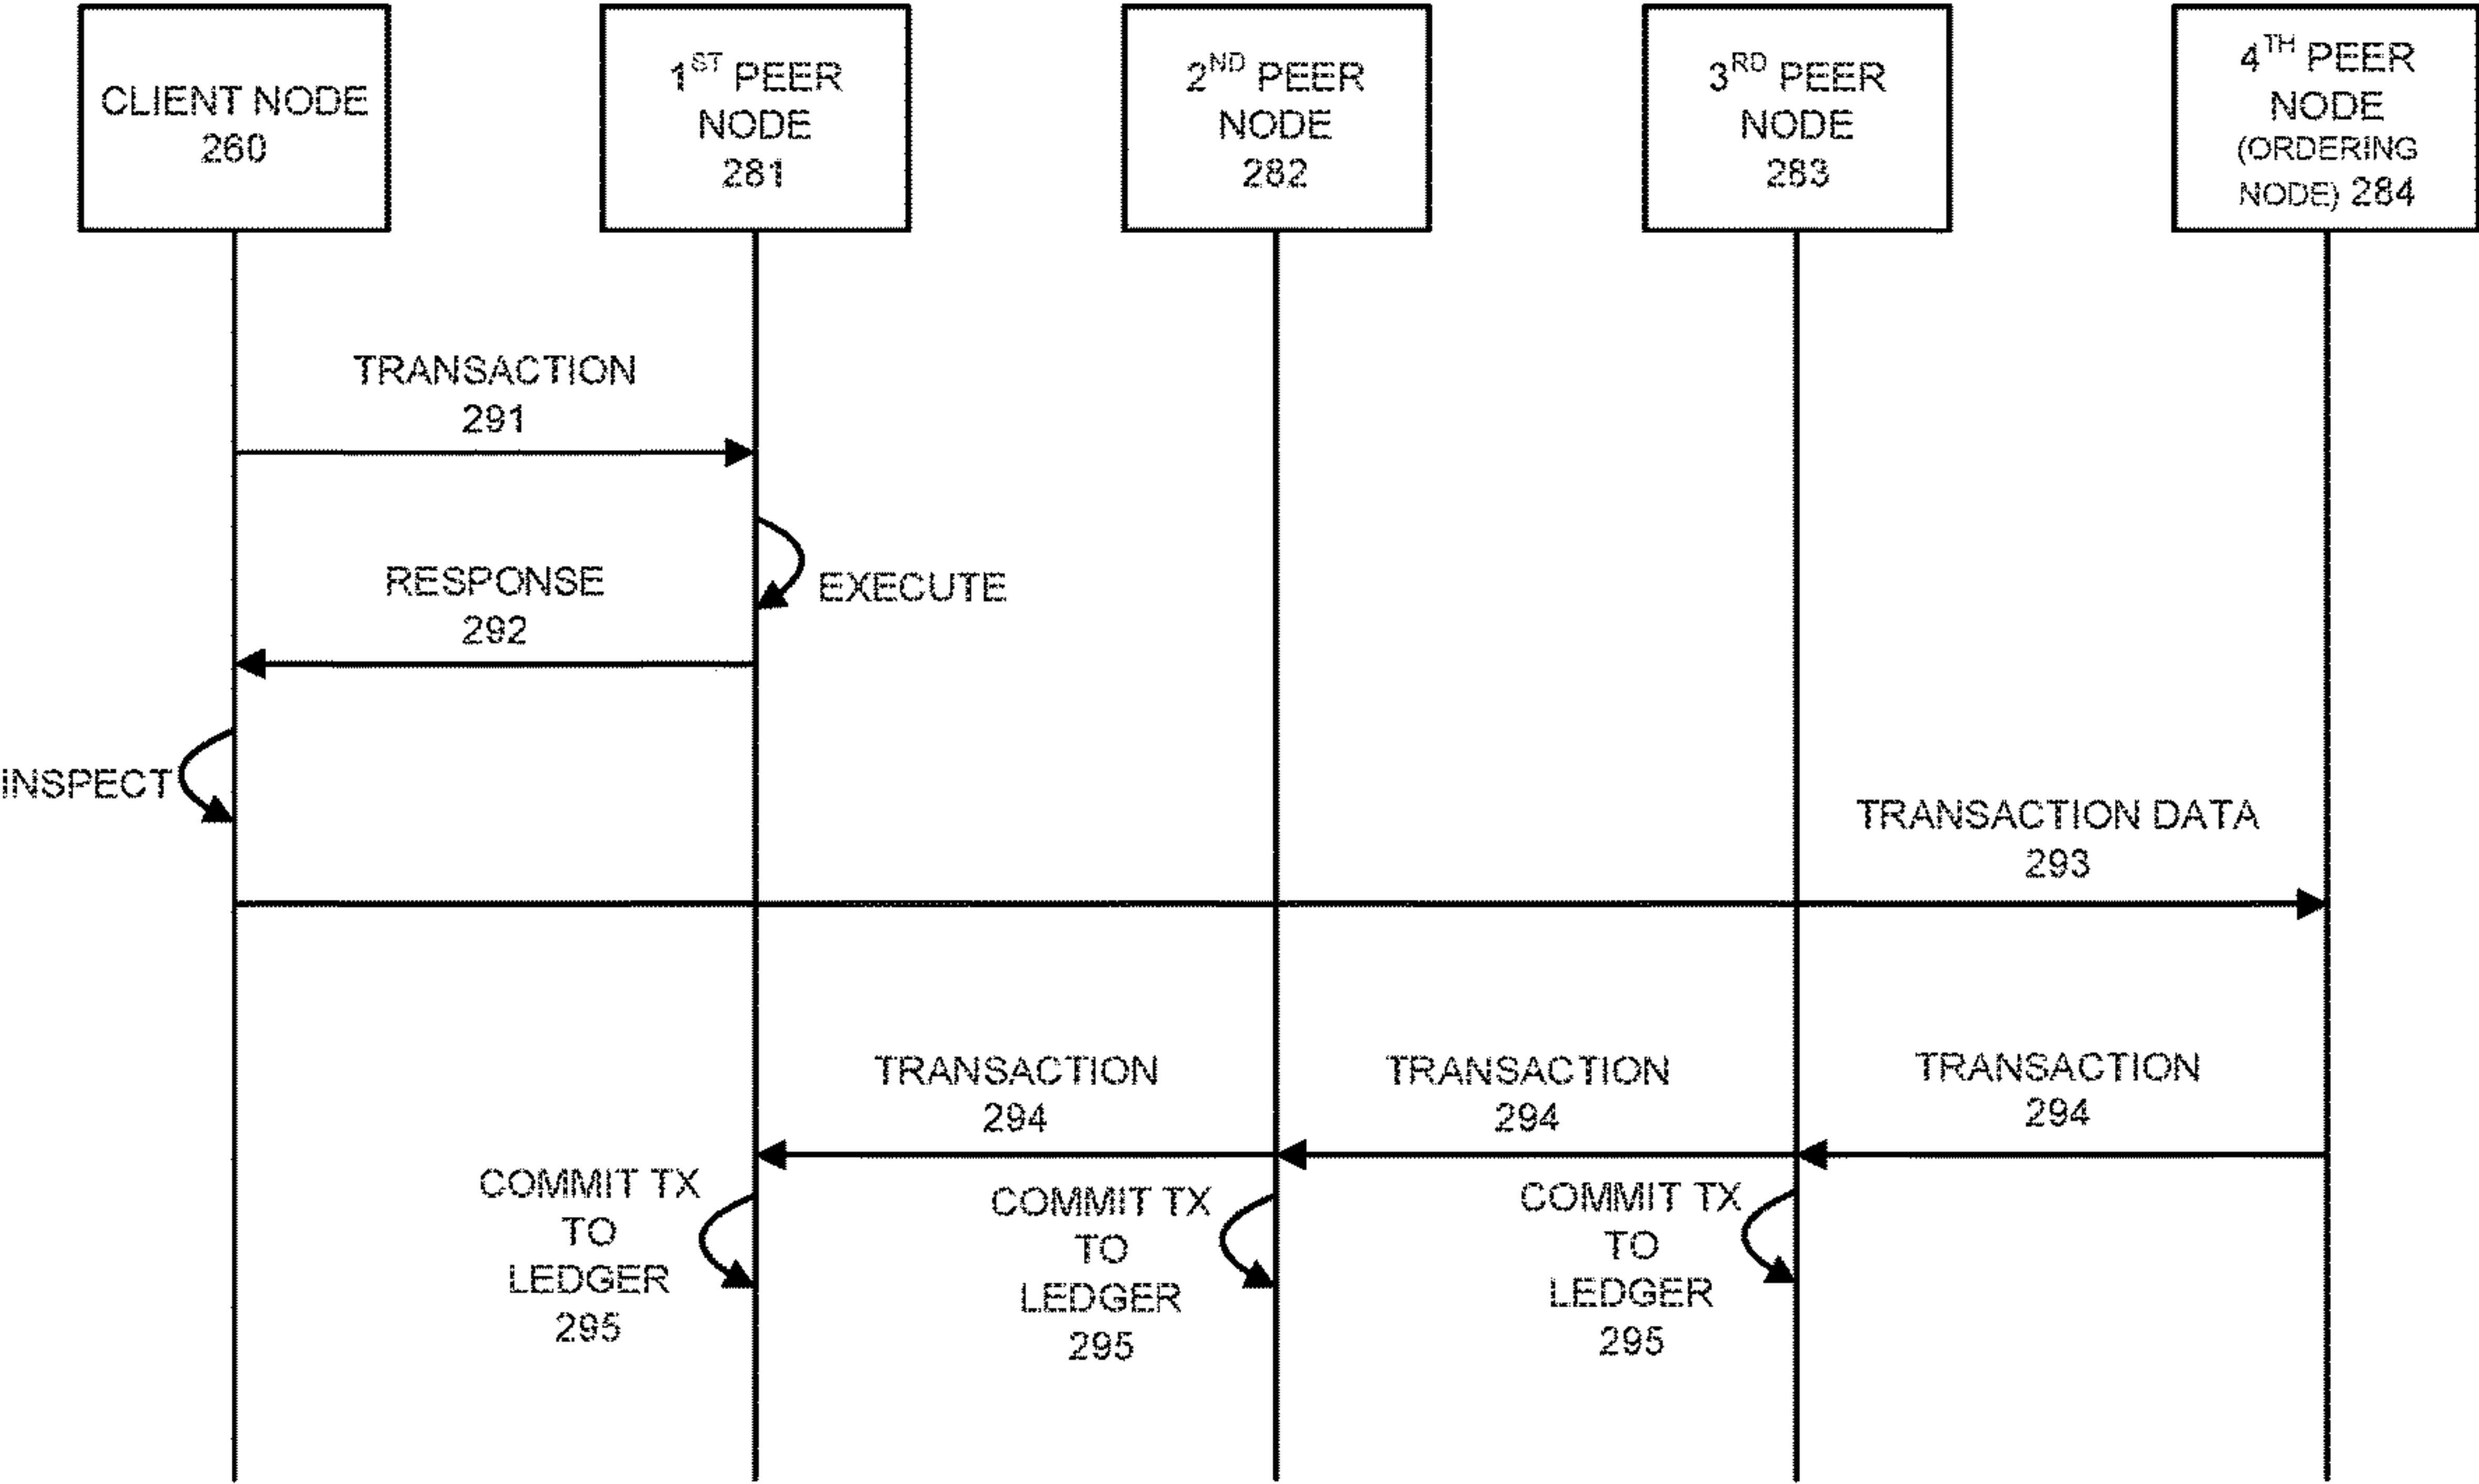 CLIENT NODE
260
1ST PEER
NODE
281
2ND PEER
NODE
282
3RD PEER
NODE
283
4TH PEER
NODE
(ORDERING
NODE) 284
TRANSACTION
291
EXECUTE
RESPONSE
292
INSPECT
TRANSACTION DATA
293
TRANSACTION
294
TRANSACTION
294
TRANSACTION
294
COMMIT TX
TO
LEDGER
295
COMMIT TX
TO
LEDGER
295
COMMIT TX
TO
LEDGER
295